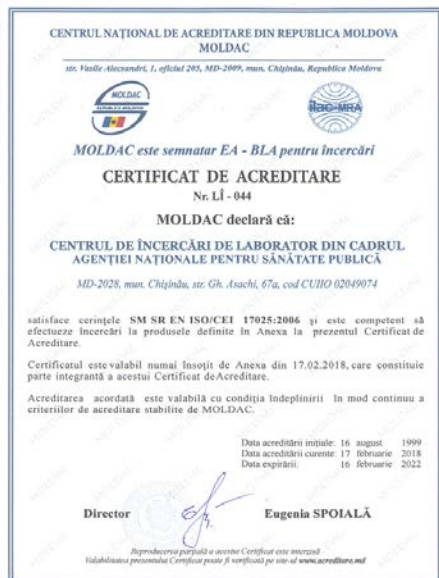 CENTRUL NAȚIONAL DE ACREDITARE DIN REPUBLICA MOLDOVA
MOLDAC
str. Vasile Alecsandri, 1, oficiul 205, MD-2009, mun. Chișinău, Republica Moldova
MOLDAC
REPUBLICA MOLDOVA
ilac-MRA
MOLDAC este semnatar EA - BLA pentru încercări
CERTIFICAT DE ACREDITARE
Nr. LÎ - 044
MOLDAC declară că:
CENTRUL DE ÎNCERCĂRI DE LABORATOR DIN CADRUL
AGENȚIEI NAȚIONALE PENTRU SĂNĂTATE PUBLICĂ
MD-2028, mun. Chișinău, str. Gh. Asachi, 67a, cod CUIIO 02049074
satisface cerințele SM SR EN ISO/CEI 17025:2006 și este competent să
efectueze încercări la produsele definite în Anexa la prezentul Certificat de
Acreditare.
Certificatul este valabil numai însoțit de Anexa din 17.02.2018, care constituie
parte integrantă a acestui Certificat de Acreditare.
Acreditarea acordată este valabilă cu condiția îndeplinirii în mod continuu a
criteriilor de acreditare stabilite de MOLDAC.
Data acreditării inițiale: 16 august 1999
Data acreditării curente: 17 februarie 2018
Data expirării: 16 februarie 2022
Director Eugenia SPOIALĂ
Reproducerea parțială a acestui Certificat este interzisă
Valabilitatea prezentului Certificat poate fi verificată pe site-ul www.acreditare.md